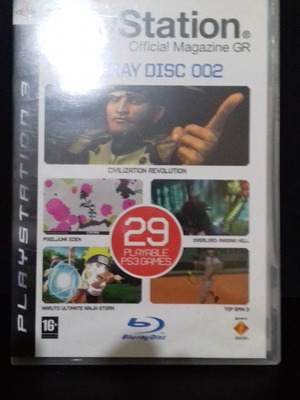 PlayStation®
Official Magazine GR
RAY DISC 002
PLAYSTATION 3
CIVILIZATION REVOLUTION
PIXELJUNK EDEN
OVERLORD: RAISING HELL
29
PLAYABLE
PS3 GAMES
NARUTO ULTIMATE NINJA STORM
TOP SPIN 3
16+
Blu-ray Disc
SONY